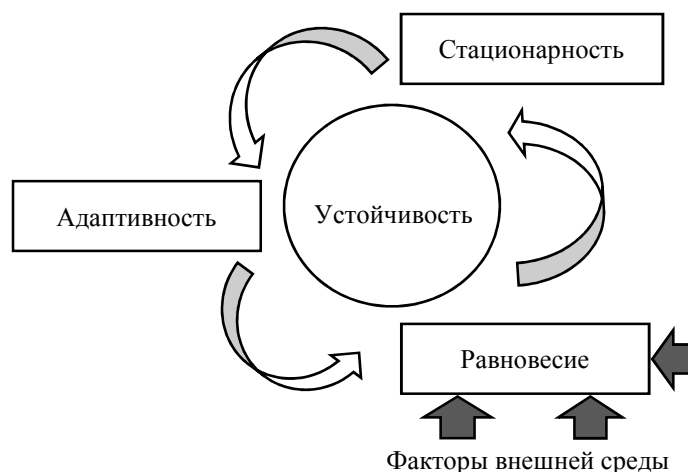 Стационарность
Адаптивность
Устойчивость
Равновесие
Факторы внешней среды